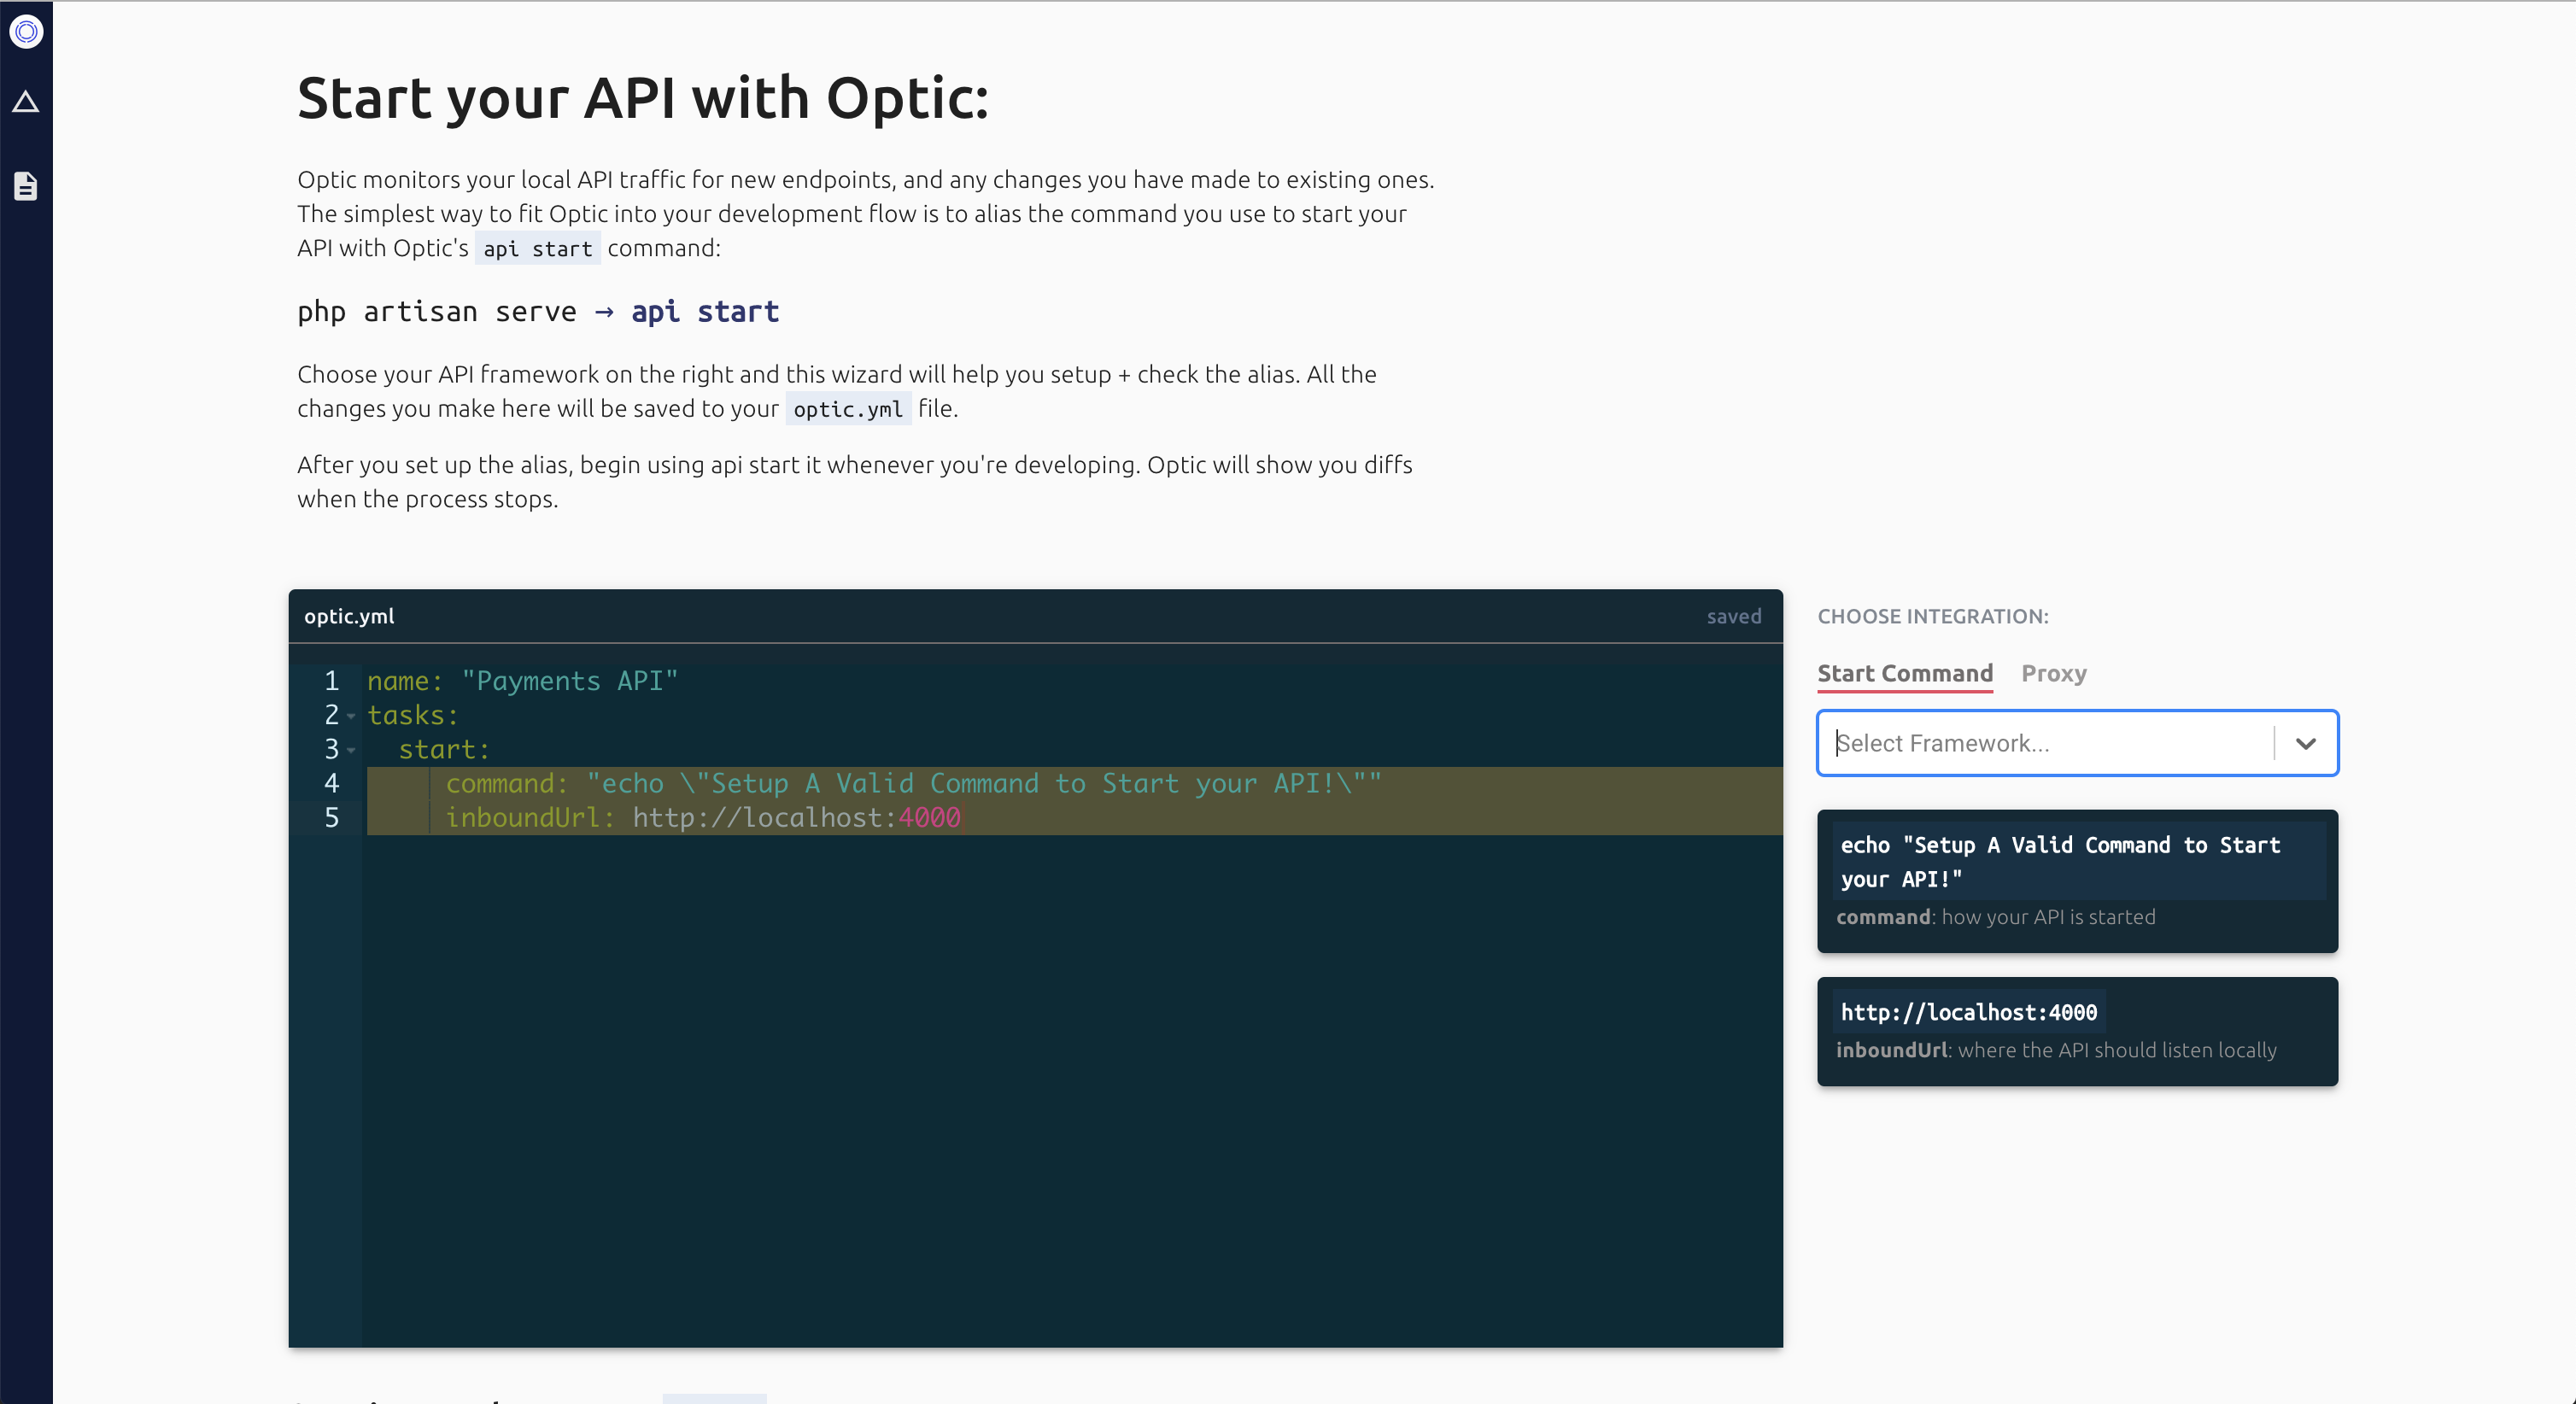 Start your API with Optic:
Optic monitors your local API traffic for new endpoints, and any changes you have made to existing ones.
The simplest way to fit Optic into your development flow is to alias the command you use to start your
API with Optic's api start command:
php artisan serve → api start
Choose your API framework on the right and this wizard will help you setup + check the alias. All the
changes you make here will be saved to your optic.yml file.
After you set up the alias, begin using api start it whenever you're developing. Optic will show you diffs
when the process stops.
optic.yml saved
1 name: "Payments API"
2 tasks:
3 start:
4 command: "echo \"Setup A Valid Command to Start your API!\""
5 inboundUrl: http://localhost:4000
CHOOSE INTEGRATION:
Start Command Proxy
Select Framework...
echo "Setup A Valid Command to Start
your API!"
command: how your API is started
http://localhost:4000
inboundUrl: where the API should listen locally